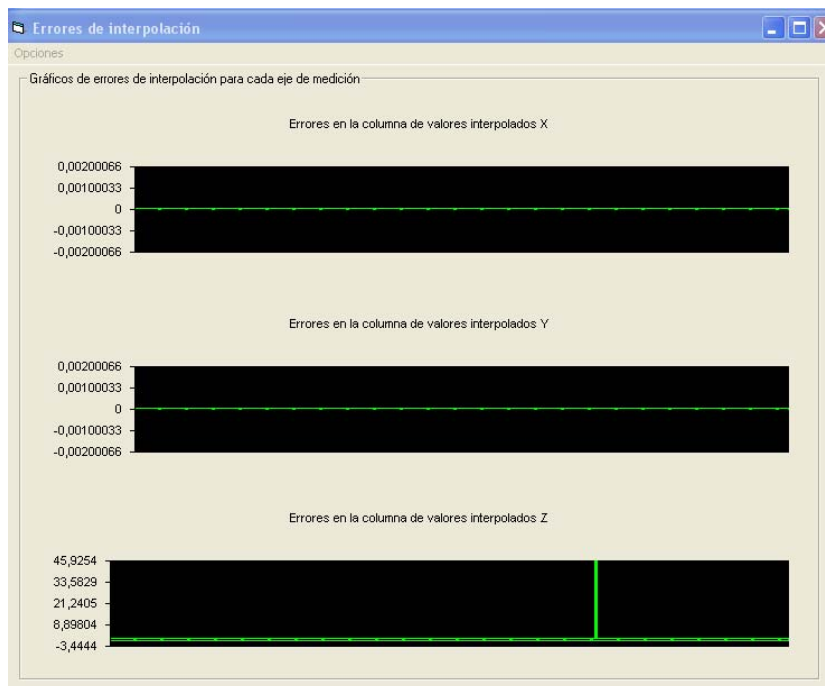 Errores de interpolación
Opciones
Gráficos de errores de interpolación para cada eje de medición
Errores en la columna de valores interpolados X
0,00200066
0,00100033
0
-0,00100033
-0,00200066
Errores en la columna de valores interpolados Y
0,00200066
0,00100033
0
-0,00100033
-0,00200066
Errores en la columna de valores interpolados Z
45,9254
33,5829
21,2405
8,89804
-3,4444